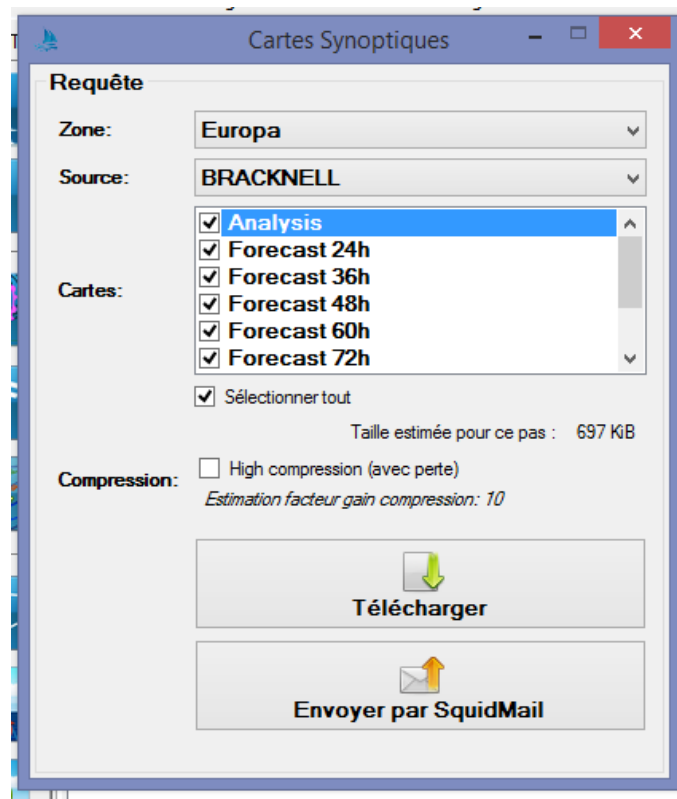 Cartes Synoptiques
Requête
Zone:
Europa
Source:
BRACKNELL
Cartes:
Analysis
Forecast 24h
Forecast 36h
Forecast 48h
Forecast 60h
Forecast 72h
Sélectionner tout
Taille estimée pour ce pas : 697 KiB
Compression:
High compression (avec perte)
Estimation facteur gain compression: 10
Télécharger
Envoyer par SquidMail